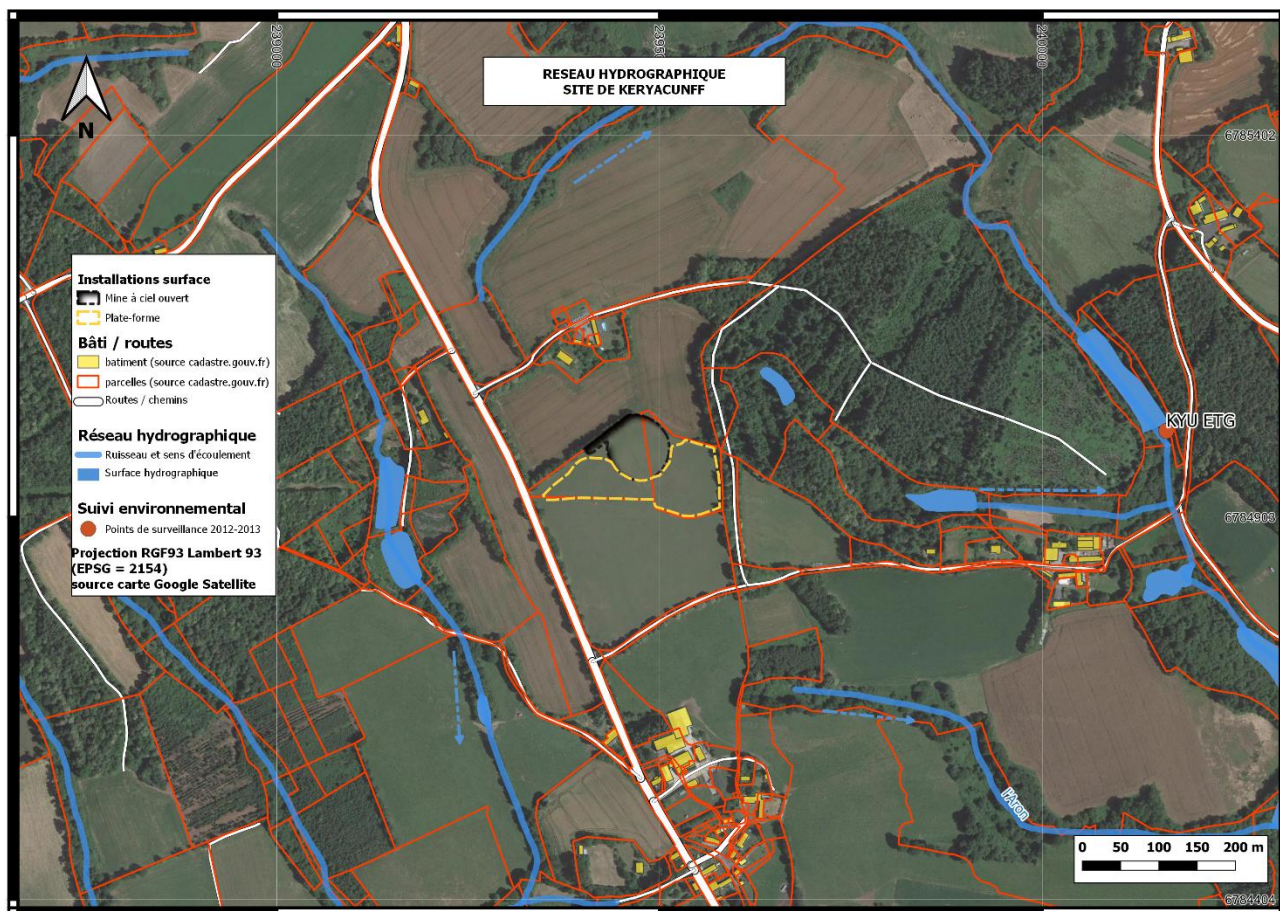 239000
23950
240000
RESEAU HYDROGRAPHIQUE
SITE DE KERYACUNFF
N
6785402
Installations surface
Mine à ciel ouvert
Plate-forme
Bâti / routes
batiment (source cadastre.gouv.fr)
parcelles (source cadastre.gouv.fr)
Routes / chemins
Réseau hydrographique
Ruisseau et sens d'écoulement
Surface hydrographique
Suivi environnemental
Points de surveillance 2012-2013
Projection RGF93 Lambert 93
(EPSG = 2154)
source carte Google Satellite
KYU ETG
6784903
l'Aron
0 50 100 150 200 m
6784404